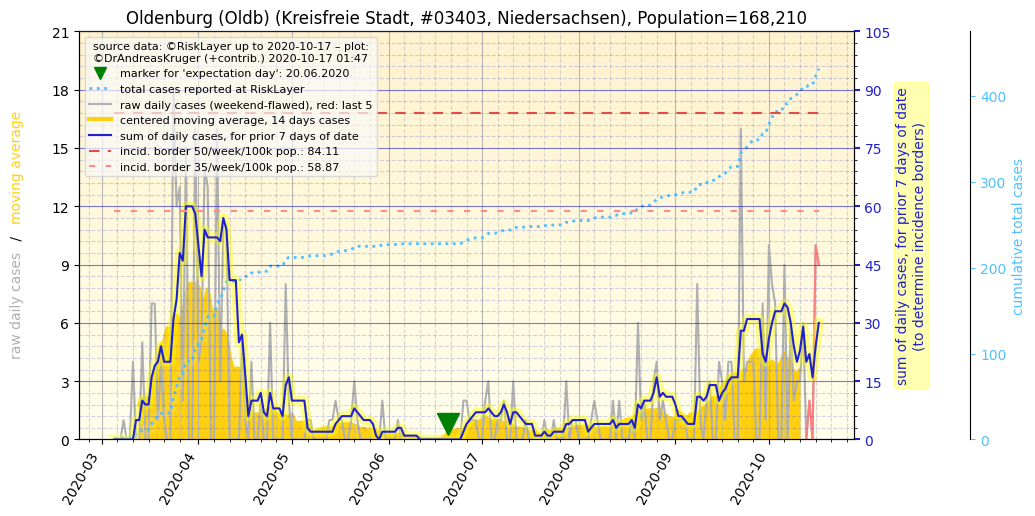 Oldenburg (Oldb) (Kreisfreie Stadt, #03403, Niedersachsen), Population=168,210
source data: ©RiskLayer up to 2020-10-17 – plot:
©DrAndreasKruger (+contrib.) 2020-10-17 01:47
marker for 'expectation day': 20.06.2020
total cases reported at RiskLayer
raw daily cases (weekend-flawed), red: last 5
centered moving average, 14 days cases
sum of daily cases, for prior 7 days of date
incid. border 50/week/100k pop.: 84.11
incid. border 35/week/100k pop.: 58.87
raw daily cases / moving average
21
18
15
12
9
6
3
0
2020-03
2020-04
2020-05
2020-06
2020-07
2020-08
2020-09
2020-10
105
90
75
60
45
30
15
0
sum of daily cases, for prior 7 days of date
(to determine incidence borders)
400
300
200
100
0
cumulative total cases